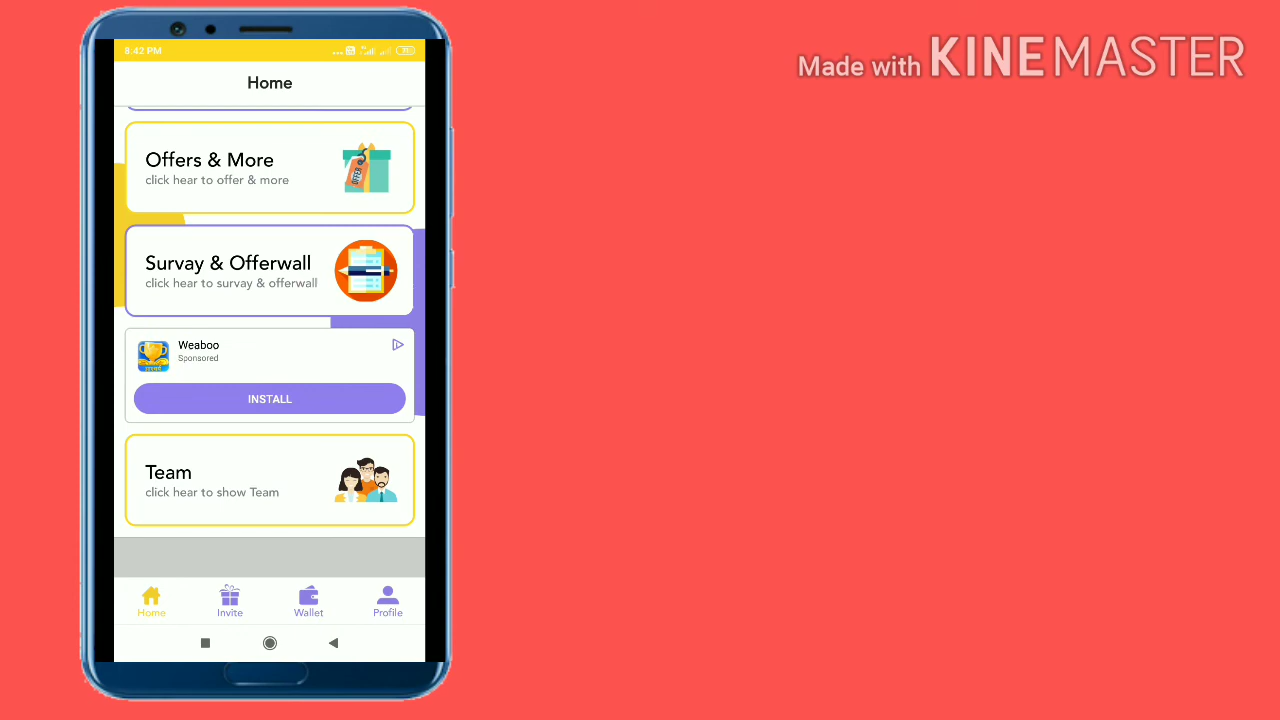 Made with KINEMASTER
8:42 PM
Home
Offers & More
click hear to offer & more
OFFER
Survay & Offerwall
click hear to survay & offerwall
Weaboo
Sponsored
INSTALL
Team
click hear to show Team
Home
Invite
Wallet
Profile